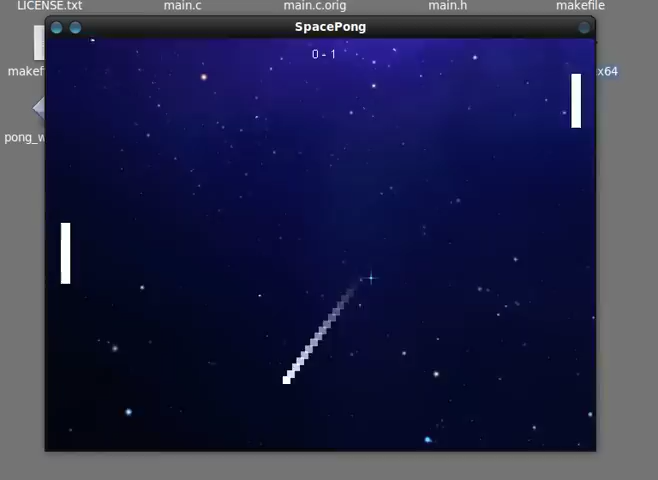 LICENSE.txt main.c main.c.orig main.h makefile
SpacePong
0 - 1
makef x64
pong_w